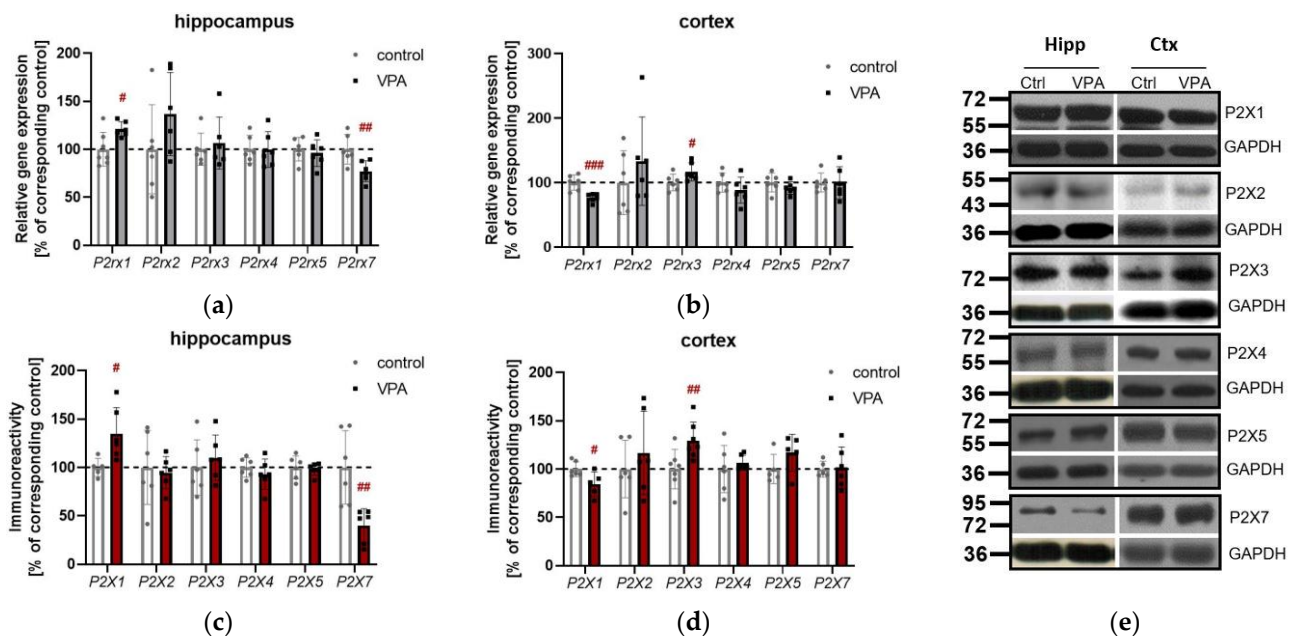 hippocampus
Relative gene expression
[% of corresponding control]
200
150
100
50
0
control
VPA
#
##
P2rx1 P2rx2 P2rx3 P2rx4 P2rx5 P2rx7
(a)
cortex
Relative gene expression
[% of corresponding control]
300
200
100
0
control
VPA
###
#
P2rx1 P2rx2 P2rx3 P2rx4 P2rx5 P2rx7
(b)
hippocampus
Immunoreactivity
[% of corresponding control]
200
150
100
50
0
control
VPA
#
##
P2X1 P2X2 P2X3 P2X4 P2X5 P2X7
(c)
cortex
Immunoreactivity
[% of corresponding control]
200
150
100
50
0
control
VPA
#
##
P2X1 P2X2 P2X3 P2X4 P2X5 P2X7
(d)
Hipp Ctx
Ctrl VPA Ctrl VPA
72
P2X1
55
36 GAPDH
55
P2X2
43
36 GAPDH
P2X3
72
36 GAPDH
72
P2X4
55
36 GAPDH
72
P2X5
55
36 GAPDH
95
P2X7
72
36 GAPDH
(e)